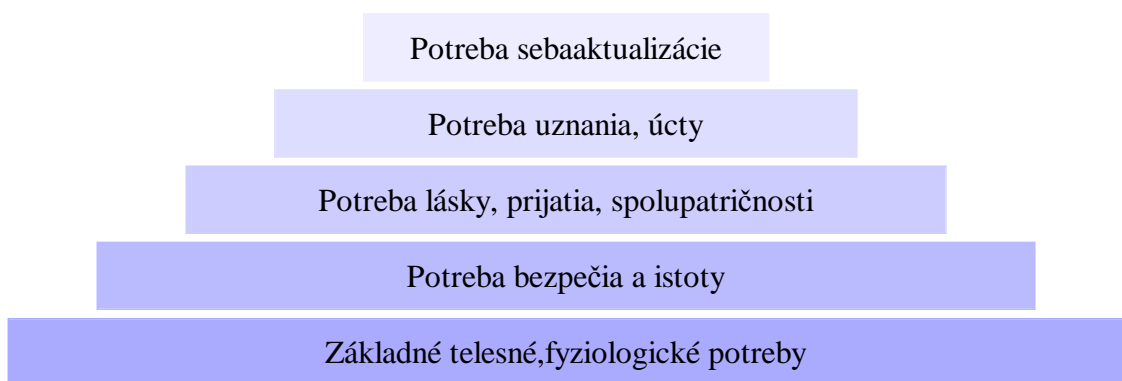 Potreba sebaaktualizácie
Potreba uznania, úcty
Potreba lásky, prijatia, spolupatričnosti
Potreba bezpečia a istoty
Základné telesné,fyziologické potreby